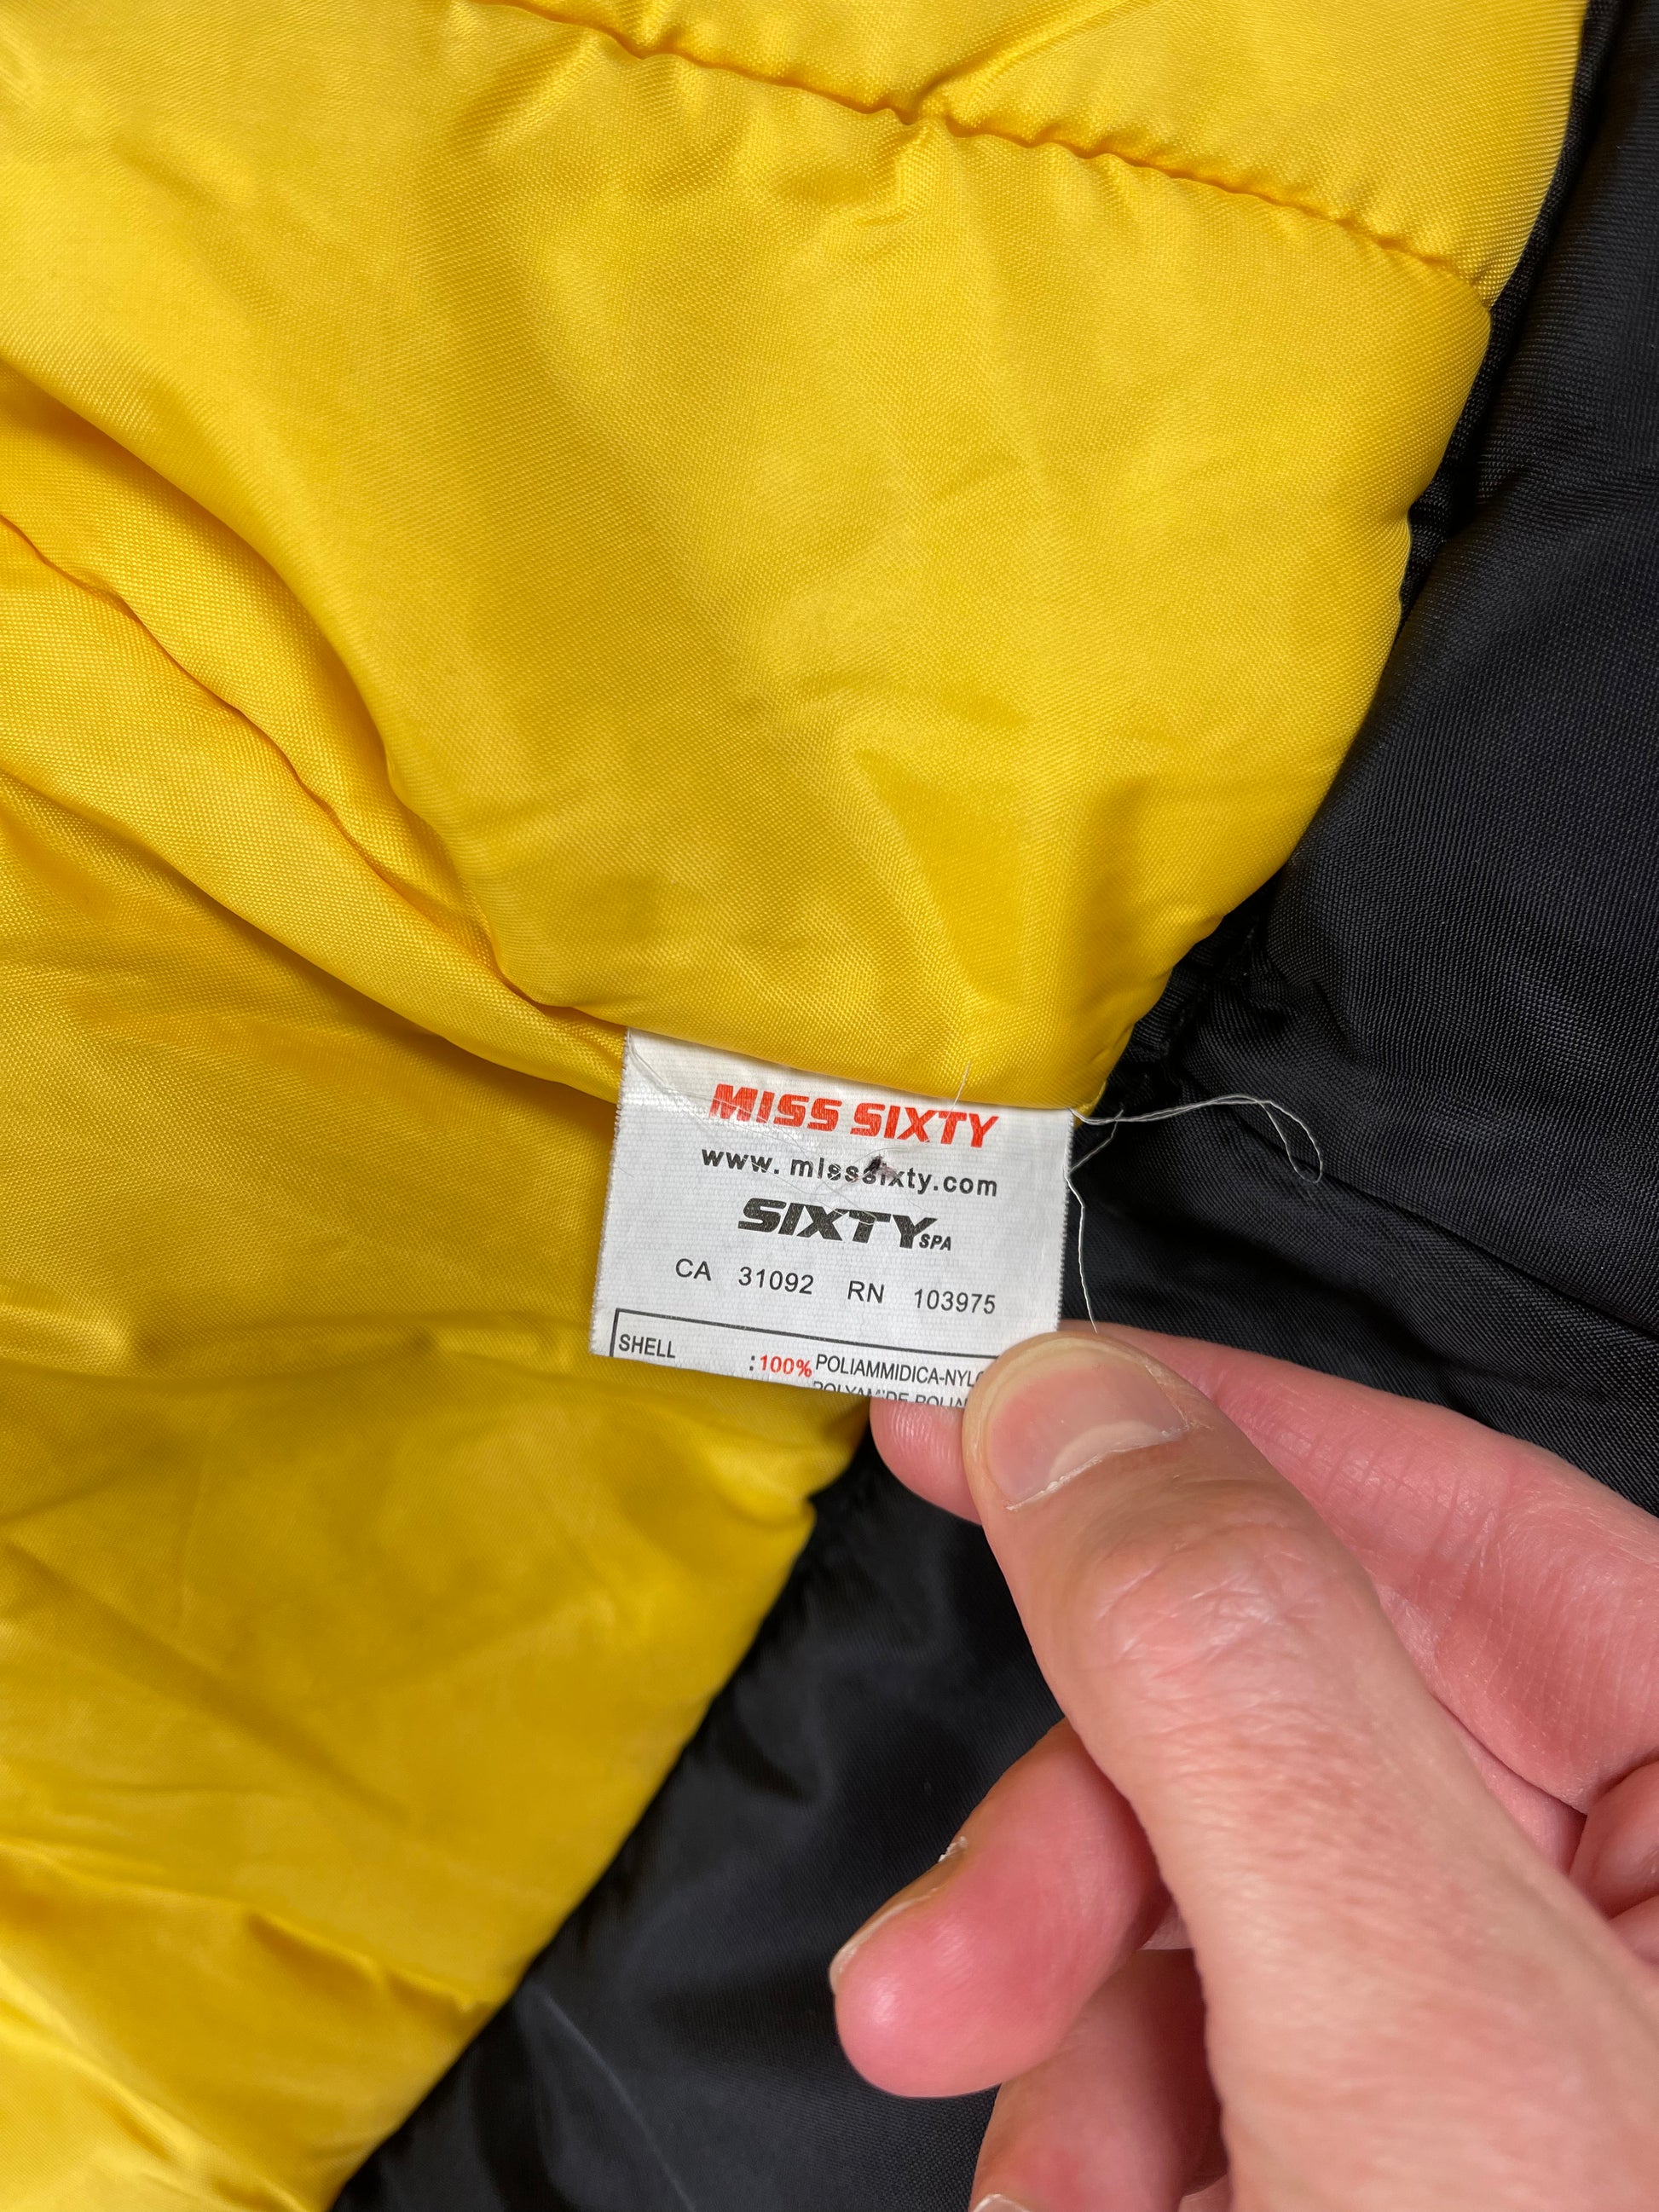 MISS SIXTY
www. misssixty.com
SIXTY SPA
CA 31092 RN 103975
SHELL :100% POLIAMMIDICA-NYL